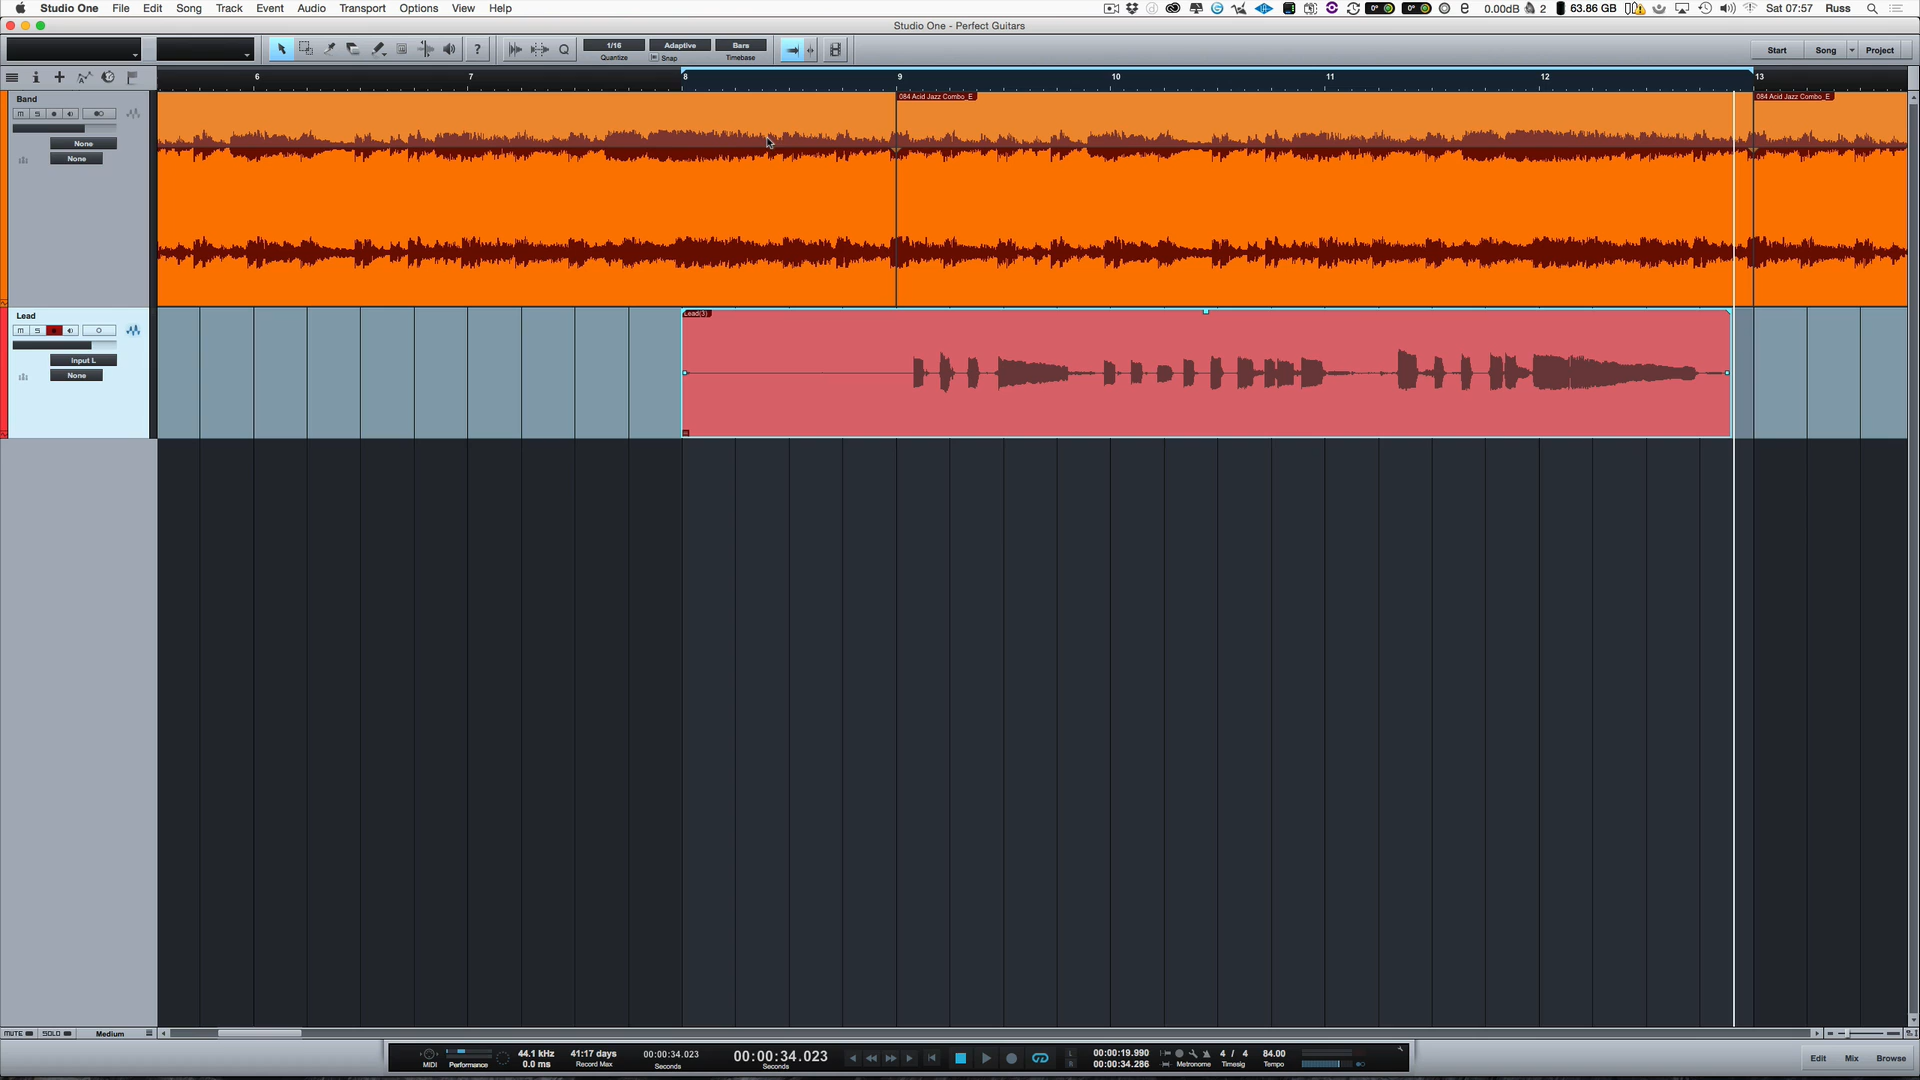 Studio One File Edit Song Track Event Audio Transport Options View Help 0.00dB 2 63.86 GB Sat 07:57 Russ
Studio One - Perfect Guitars
1/16 Adaptive Bars
Quantize Snap Timebase
Start Song Project
6 7 8 9 10 11 12 13
Band
084 Acid Jazz Combo_E 084 Acid Jazz Combo_E
M S
None
None
Lead
Lead(3)
M S
Input L
None
MUTE SOLO Medium
MIDI Performance
44.1 kHz 41:17 days 00:00:34.023 00:00:34.023 L 00:00:19.990 4 / 4 84.00
0.0 ms Record Max Seconds Seconds R 00:00:34.286 Metronome Timesig Tempo
Edit Mix Browse